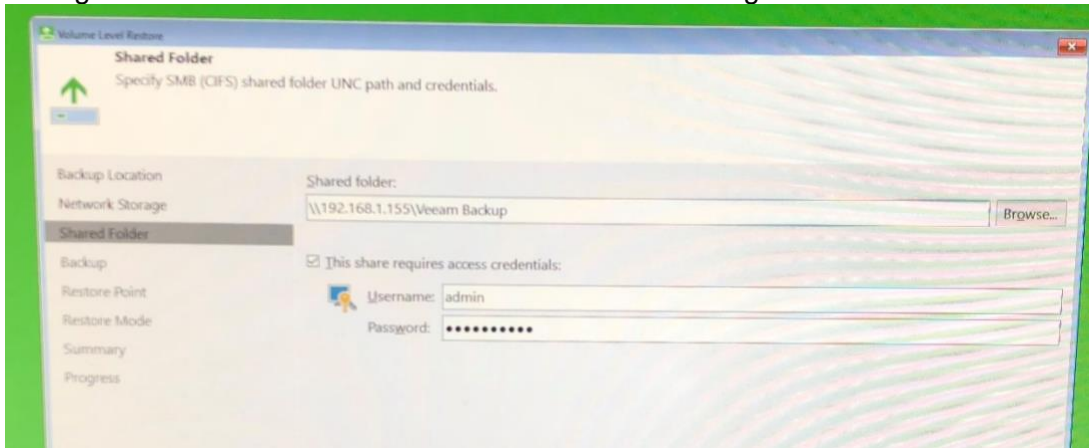 Volume Level Restore
Shared Folder
Specify SMB (CIFS) shared folder UNC path and credentials.
Backup Location
Network Storage
Shared Folder
Backup
Restore Point
Restore Mode
Summary
Progress
Shared folder:
\\192.168.1.155\Veeam Backup
Browse...
This share requires access credentials:
Username: admin
Password: ••••••••••